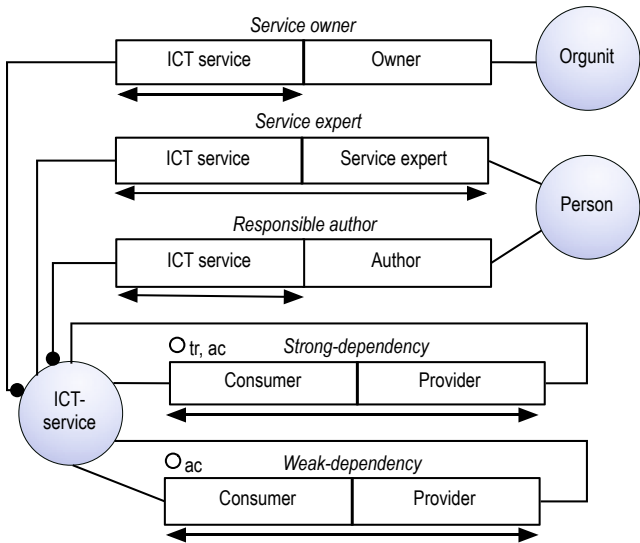 Service owner
ICT service Owner
Orgunit
Service expert
ICT service Service expert
Person
Responsible author
ICT service Author
tr, ac Strong-dependency
Consumer Provider
ICT-
service
ac Weak-dependency
Consumer Provider